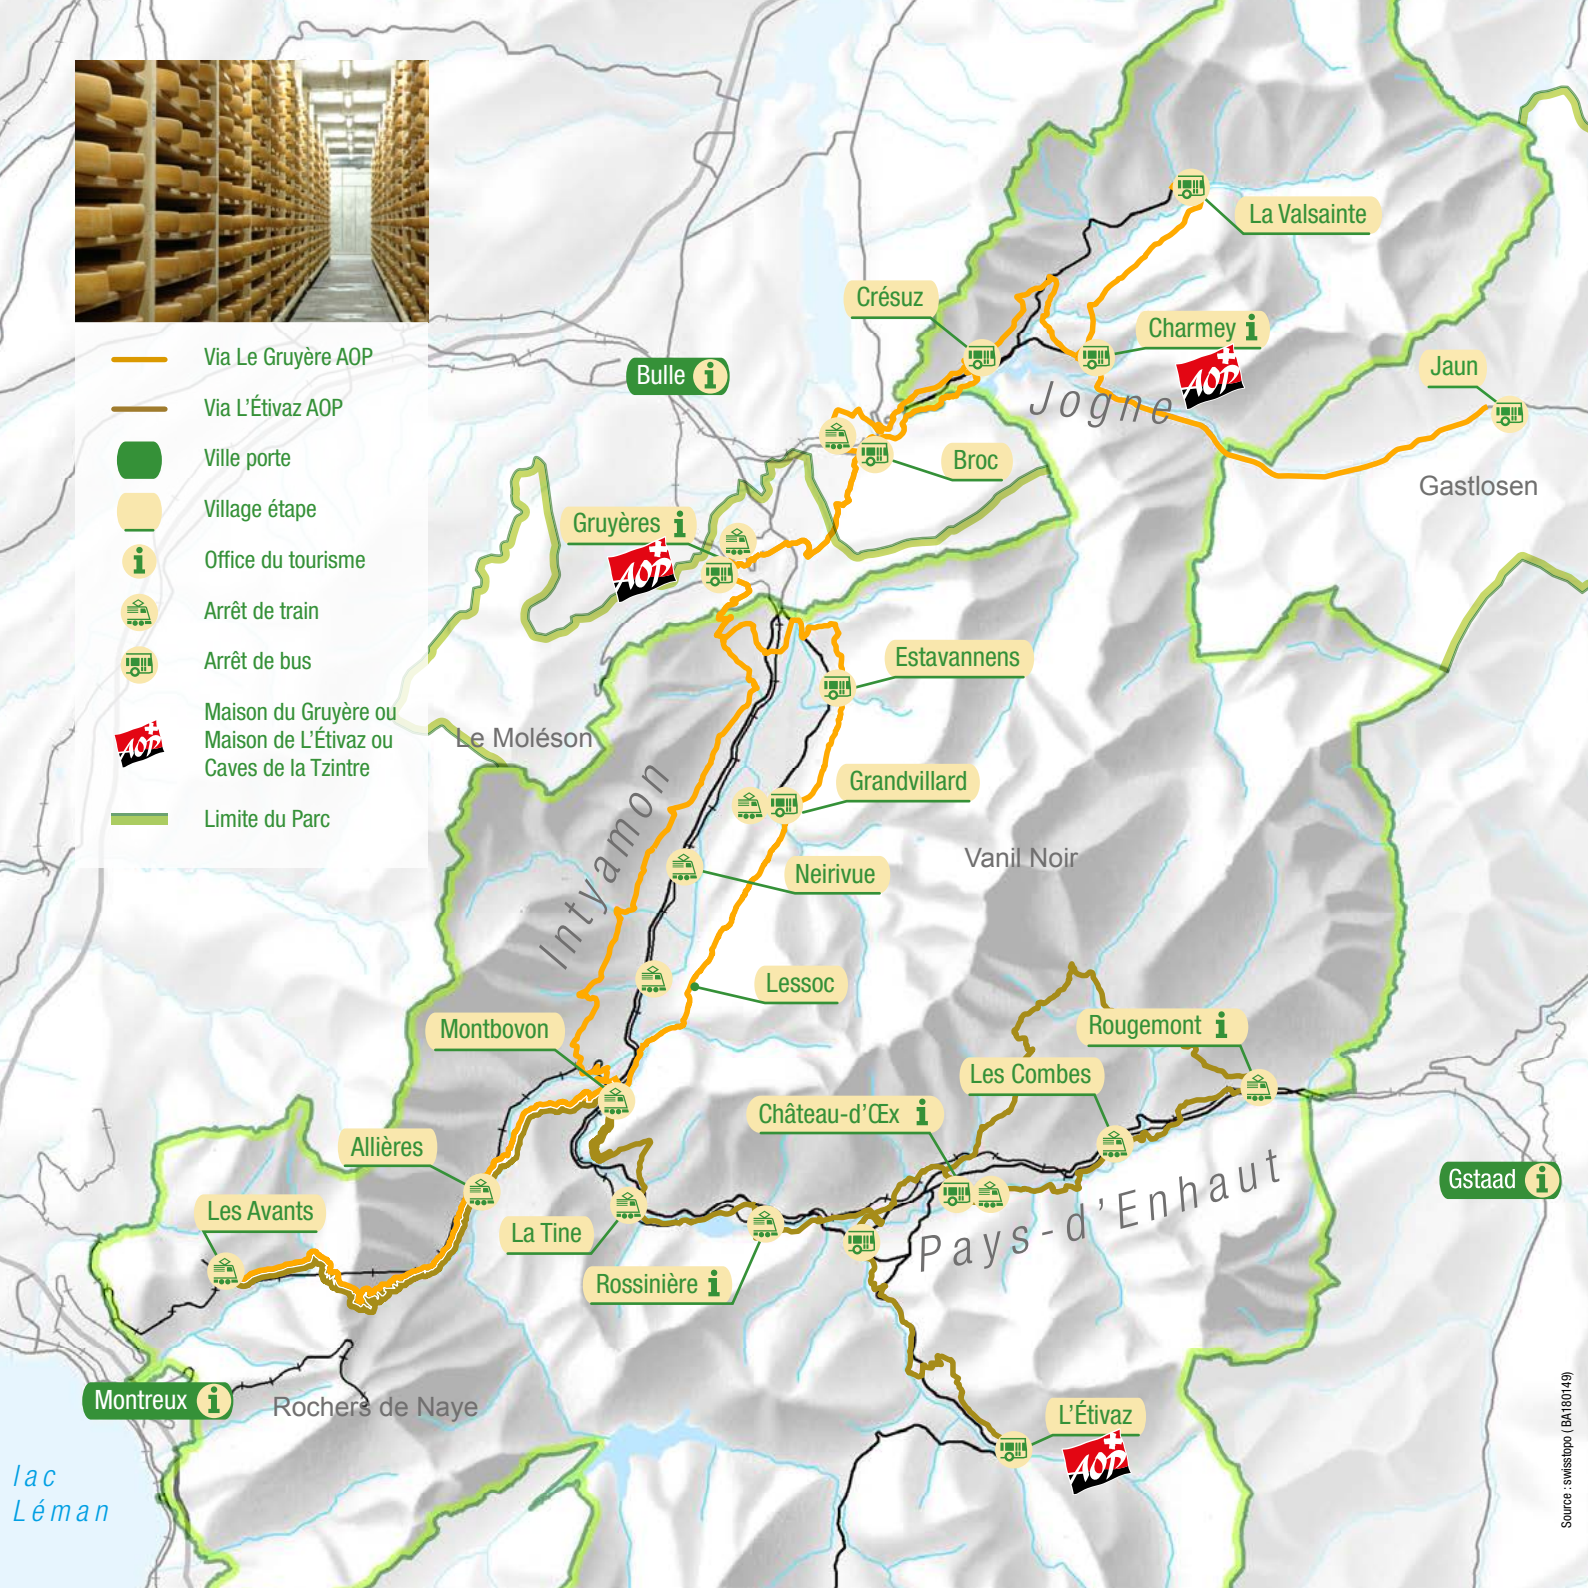 Via Le Gruyère AOP
Via L'Étivaz AOP
Ville porte
Village étape
Office du tourisme
Arrêt de train
Arrêt de bus
AOP
Maison du Gruyère ou
Maison de L'Étivaz ou
Caves de la Tzintre
Limite du Parc
La Valsainte
Crésuz
Charmey i
AOP
Jaun
Bulle i
Jogne
Broc
Gastlosen
Gruyères i
AOP
Estavannens
Le Moléson
Grandvillard
Intyamon
Vanil Noir
Neirivue
Lessoc
Montbovon
Rougemont i
Les Combes
Château-d'Œx i
Allières
Gstaad i
Les Avants
La Tine
Pays-d'Enhaut
Rossinière i
Montreux i
Rochers de Naye
L'Étivaz
AOP
lac
Léman
Source : swisstopo (BA180149)